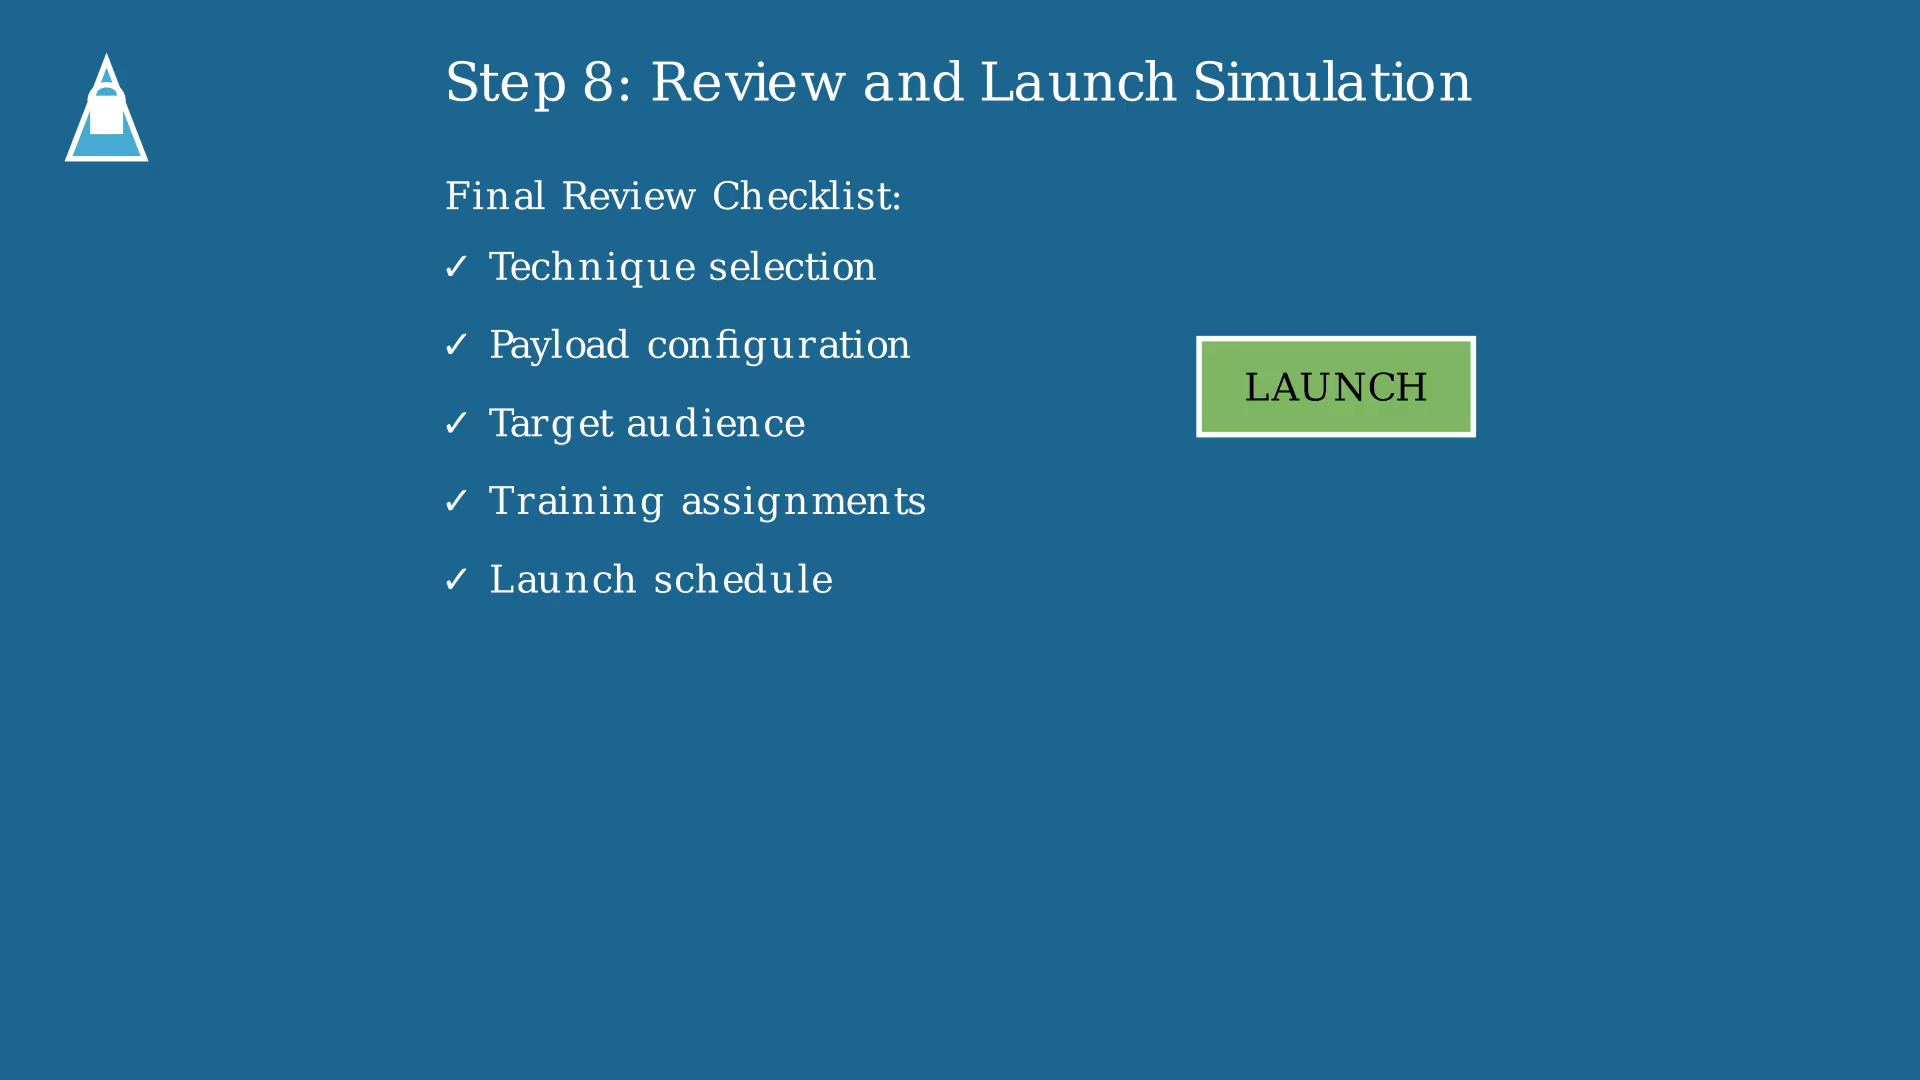 Step 8: Review and Launch Simulation
Final Review Checklist:
✓ Technique selection
✓ Payload configuration
✓ Target audience
✓ Training assignments
✓ Launch schedule
LAUNCH